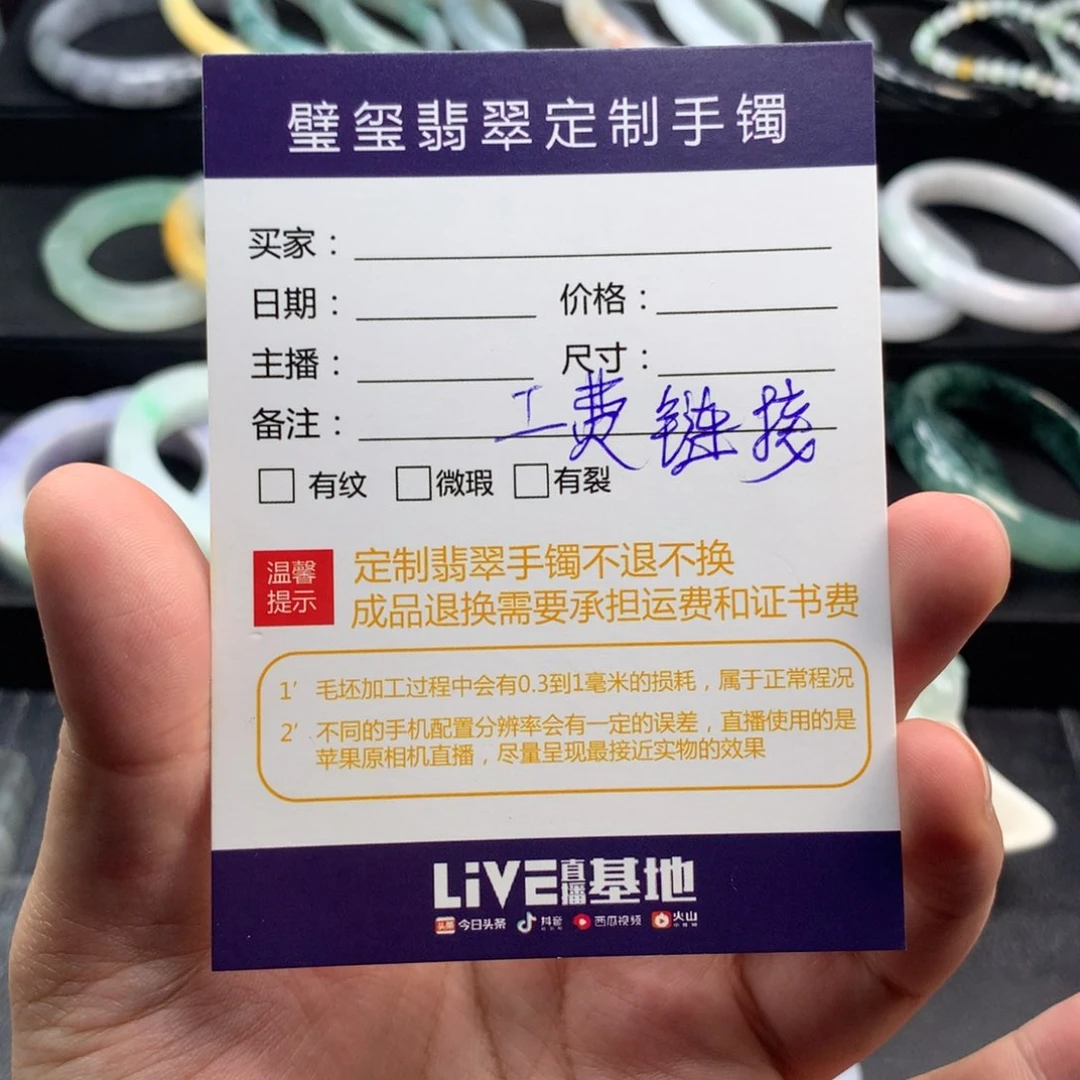 璧玺翡翠定制手镯
买家：
日期： 价格：
主播： 尺寸：
备注： 工费链接
有纹 微瑕 有裂
温馨提示
定制翡翠手镯不退不换
成品退换需要承担运费和证书费
1' 毛坯加工过程中会有0.3到1毫米的损耗，属于正常程况
2' 不同的手机配置分辨率会有一定的误差，直播使用的是
苹果原相机直播，尽量呈现最接近实物的效果
LiVE直播基地
头条 今日头条 抖音 西瓜视频 火山